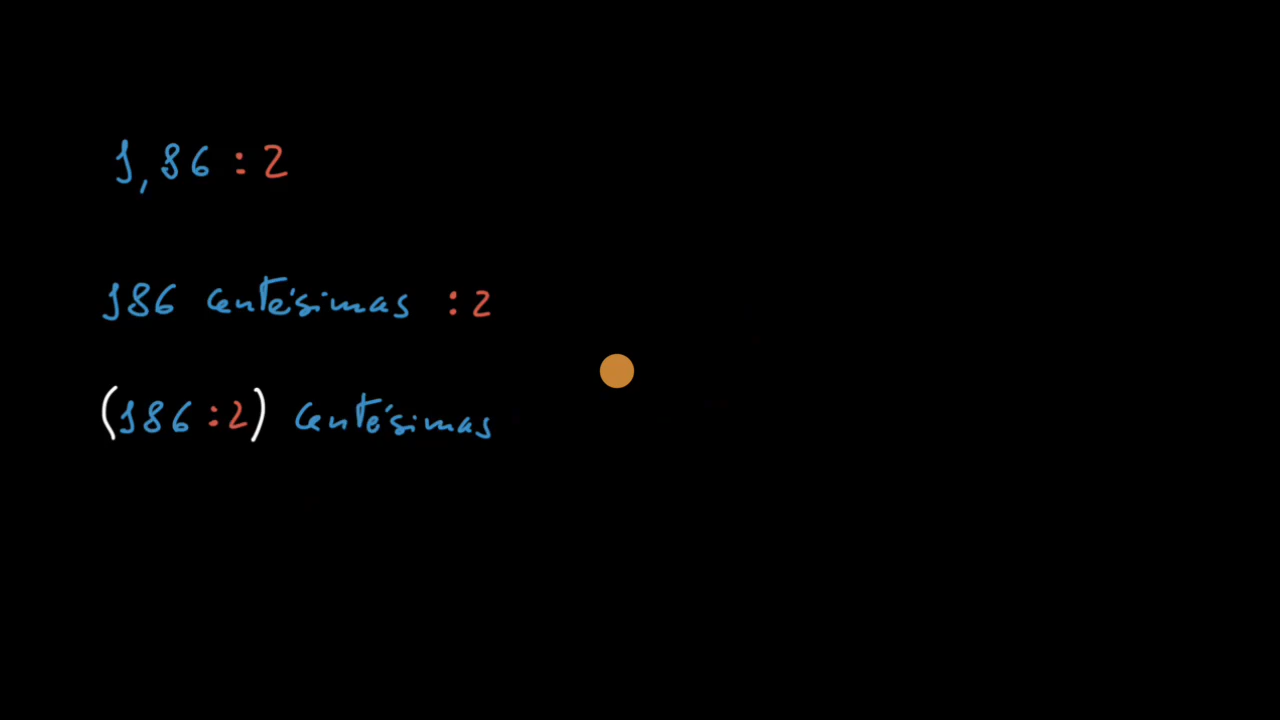 1,86 : 2
186 centésimas : 2
(186 : 2) centésimas